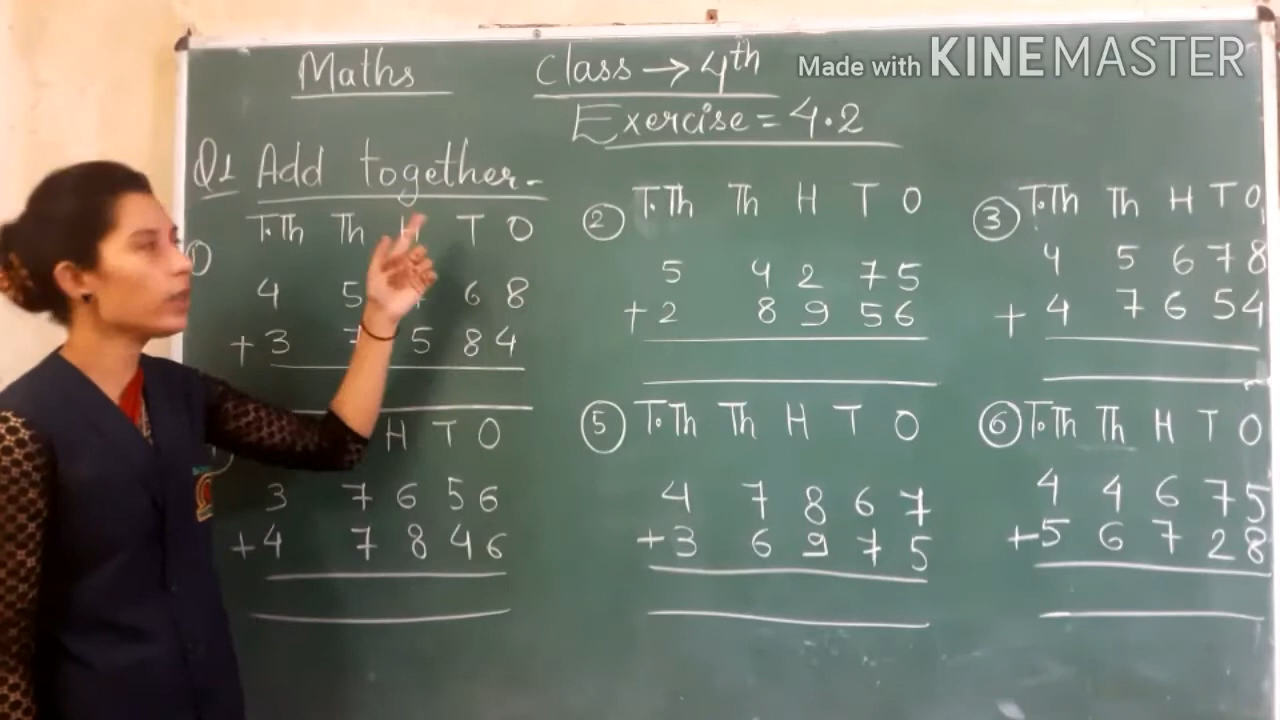 Maths
Class → 4th
Made with KINEMASTER
Exercise = 4.2
Q1 Add together-
T.Th Th H T O
4 5 6 8
+3 7 5 8 4
② T.Th Th H T O
5 4 2 7 5
+2 8 9 5 6
③ T.Th Th H T O
4 5 6 7 8
+ 4 7 6 5 4
H T O
3 7 6 5 6
+4 7 8 4 6
⑤ T.Th Th H T O
4 7 8 6 7
+3 6 9 7 5
⑥ T.Th Th H T O
4 4 6 7 5
+5 6 7 2 8